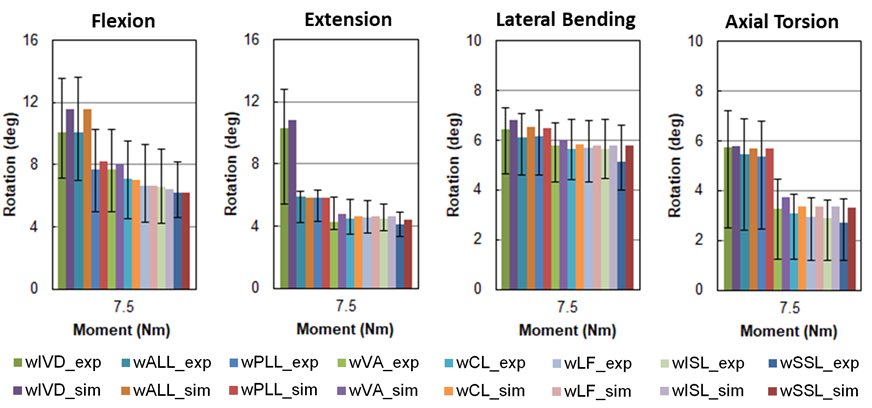 Flexion
Extension
Lateral Bending
Axial Torsion
16
12
8
4
0
Rotation (deg)
7.5
Moment (Nm)
16
12
8
4
0
Rotation (deg)
7.5
Moment (Nm)
10
8
6
4
2
0
Rotation (deg)
7.5
Moment (Nm)
10
8
6
4
2
0
Rotation (deg)
7.5
Moment (Nm)
wIVD_exp wALL_exp wPLL_exp wVA_exp wCL_exp wLF_exp wISL_exp wSSL_exp
wIVD_sim wALL_sim wPLL_sim wVA_sim wCL_sim wLF_sim wISL_sim wSSL_sim